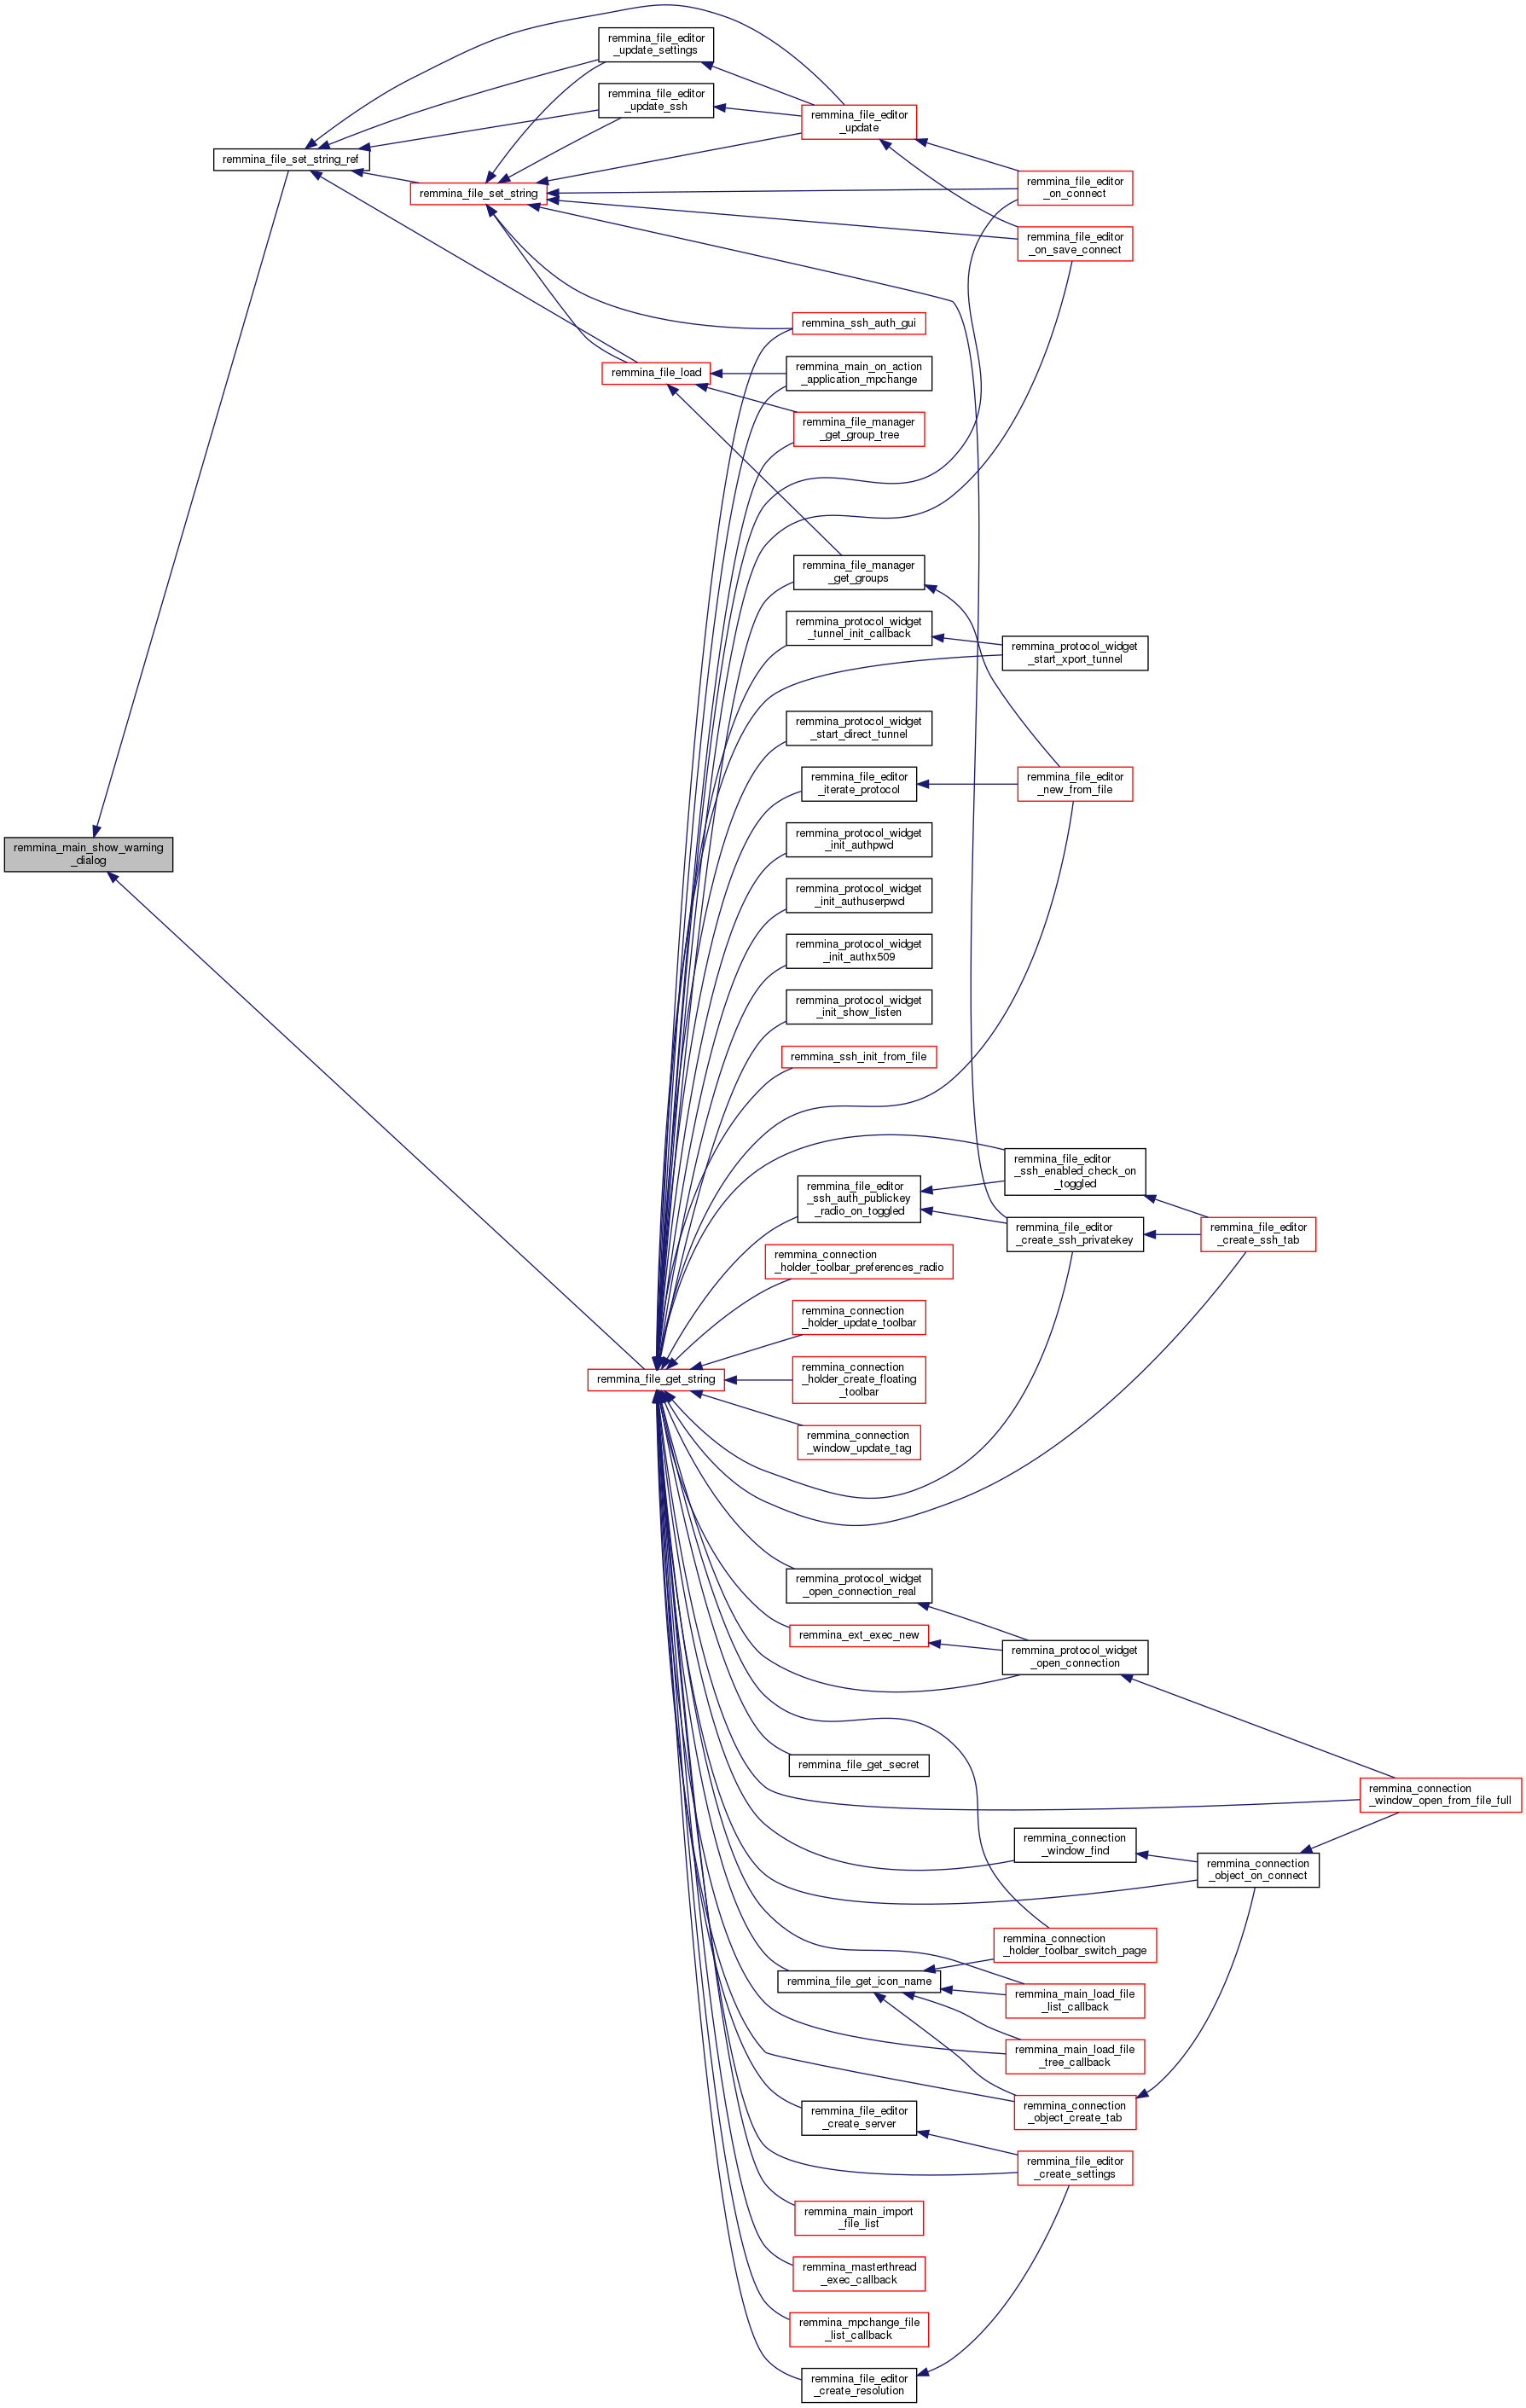 remmina_file_editor
_update_settings
remmina_file_editor
_update_ssh
remmina_file_editor
_update
remmina_file_set_string_ref
remmina_file_set_string
remmina_file_editor
_on_connect
remmina_file_editor
_on_save_connect
remmina_ssh_auth_gui
remmina_file_load
remmina_main_on_action
_application_mpchange
remmina_file_manager
_get_group_tree
remmina_file_manager
_get_groups
remmina_protocol_widget
_tunnel_init_callback
remmina_protocol_widget
_start_xport_tunnel
remmina_protocol_widget
_start_direct_tunnel
remmina_file_editor
_iterate_protocol
remmina_file_editor
_new_from_file
remmina_main_show_warning
_dialog
remmina_protocol_widget
_init_authpwd
remmina_protocol_widget
_init_authuserpwd
remmina_protocol_widget
_init_authx509
remmina_protocol_widget
_init_show_listen
remmina_ssh_init_from_file
remmina_file_editor
_ssh_enabled_check_on
_toggled
remmina_file_editor
_ssh_auth_publickey
_radio_on_toggled
remmina_file_editor
_create_ssh_privatekey
remmina_file_editor
_create_ssh_tab
remmina_connection
_holder_toolbar_preferences_radio
remmina_connection
_holder_update_toolbar
remmina_file_get_string
remmina_connection
_holder_create_floating
_toolbar
remmina_connection
_window_update_tag
remmina_protocol_widget
_open_connection_real
remmina_ext_exec_new
remmina_protocol_widget
_open_connection
remmina_file_get_secret
remmina_connection
_window_open_from_file_full
remmina_connection
_window_find
remmina_connection
_object_on_connect
remmina_connection
_holder_toolbar_switch_page
remmina_file_get_icon_name
remmina_main_load_file
_list_callback
remmina_main_load_file
_tree_callback
remmina_connection
_object_create_tab
remmina_file_editor
_create_server
remmina_file_editor
_create_settings
remmina_main_import
_file_list
remmina_masterthread
_exec_callback
remmina_mpchange_file
_list_callback
remmina_file_editor
_create_resolution